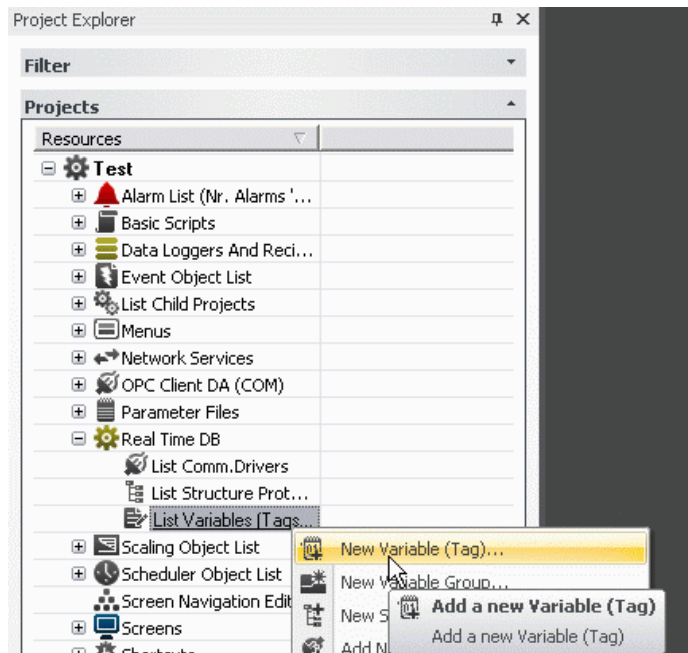 Project Explorer
Filter
Projects
Resources
Test
Alarm List (Nr. Alarms '...
Basic Scripts
Data Loggers And Reci...
Event Object List
List Child Projects
Menus
Network Services
OPC Client DA (COM)
Parameter Files
Real Time DB
List Comm.Drivers
List Structure Prot...
List Variables (Tags...
Scaling Object List
New Variable (Tag)...
Scheduler Object List
New Variable Group...
Screen Navigation Edit
New S
Add a new Variable (Tag)
Screens
Add N
Add a new Variable (Tag)